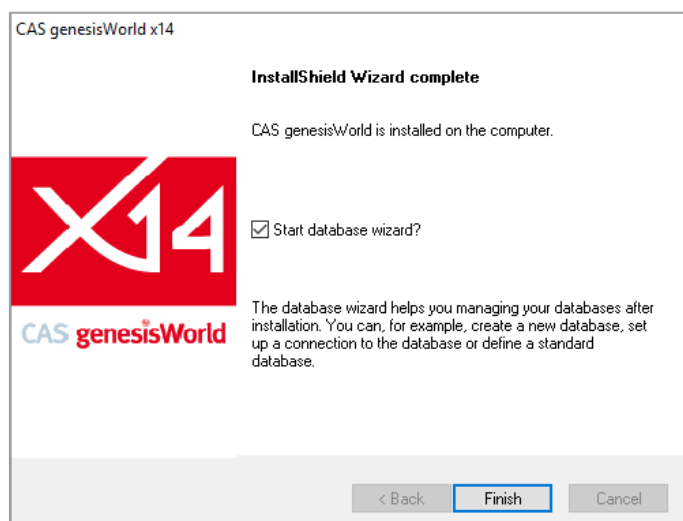 CAS genesisWorld x14
InstallShield Wizard complete
CAS genesisWorld is installed on the computer.
x14
CAS genesisWorld
Start database wizard?
The database wizard helps you managing your databases after
installation. You can, for example, create a new database, set
up a connection to the database or define a standard
database.
< Back
Finish
Cancel